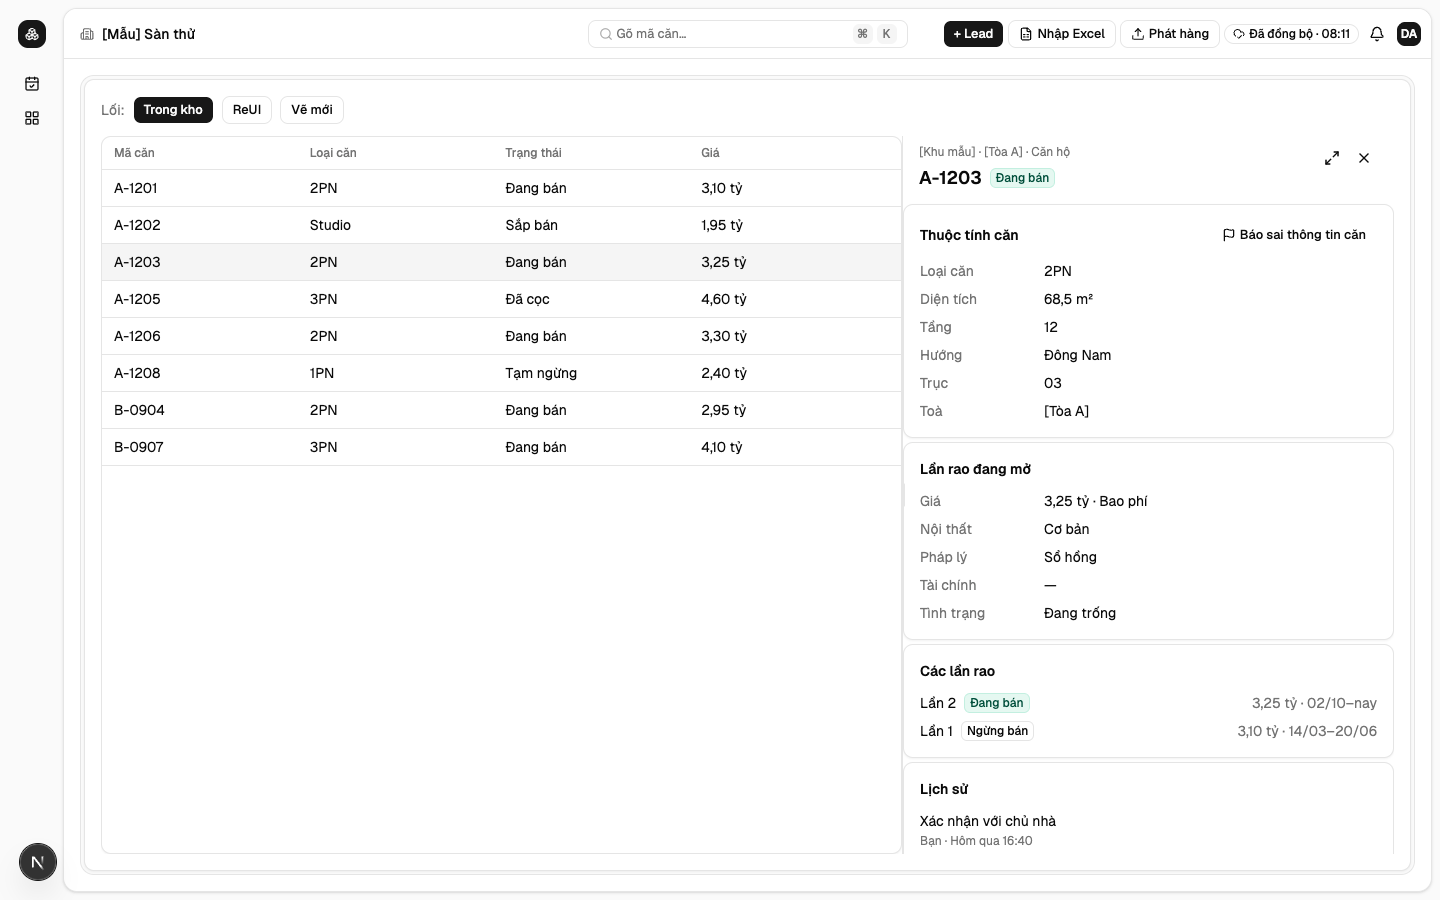 [Mẫu] Sàn thử
Gõ mã căn...
⌘ K
+ Lead
Nhập Excel
Phát hàng
Đã đồng bộ · 08:11
DA
Lối: Trong kho ReUI Vẽ mới
Mã căn Loại căn Trạng thái Giá
A-1201 2PN Đang bán 3,10 tỷ
A-1202 Studio Sắp bán 1,95 tỷ
A-1203 2PN Đang bán 3,25 tỷ
A-1205 3PN Đã cọc 4,60 tỷ
A-1206 2PN Đang bán 3,30 tỷ
A-1208 1PN Tạm ngừng 2,40 tỷ
B-0904 2PN Đang bán 2,95 tỷ
B-0907 3PN Đang bán 4,10 tỷ
[Khu mẫu] · [Tòa A] · Căn hộ
A-1203 Đang bán
Thuộc tính căn
Báo sai thông tin căn
Loại căn 2PN
Diện tích 68,5 m²
Tầng 12
Hướng Đông Nam
Trục 03
Toà [Tòa A]
Lần rao đang mở
Giá 3,25 tỷ · Bao phí
Nội thất Cơ bản
Pháp lý Sổ hồng
Tài chính —
Tình trạng Đang trống
Các lần rao
Lần 2 Đang bán 3,25 tỷ · 02/10–nay
Lần 1 Ngừng bán 3,10 tỷ · 14/03–20/06
Lịch sử
Xác nhận với chủ nhà
Bạn · Hôm qua 16:40
N